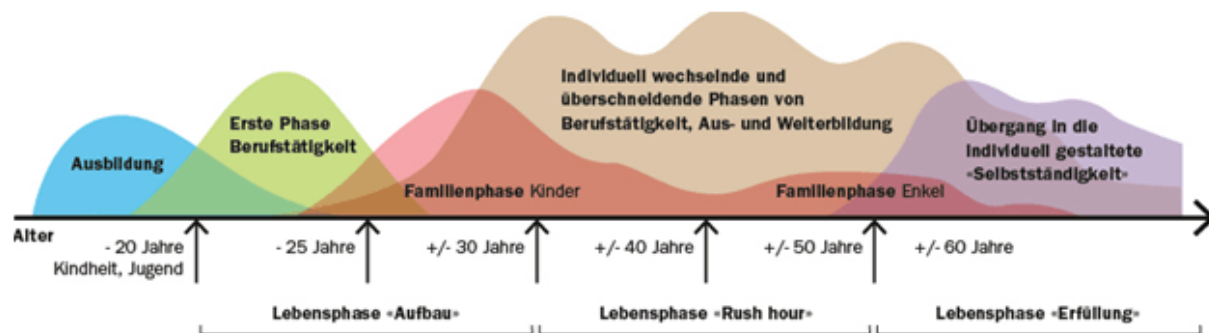 Ausbildung
Erste Phase
Berufstätigkeit
Individuell wechselnde und
überschneidende Phasen von
Berufstätigkeit, Aus- und Weiterbildung
Übergang in die
individuell gestaltete
«Selbstständigkeit»
Familienphase Kinder
Familienphase Enkel
Alter
- 20 Jahre
Kindheit, Jugend
- 25 Jahre
+/- 30 Jahre
+/- 40 Jahre
+/- 50 Jahre
+/- 60 Jahre
Lebensphase «Aufbau»
Lebensphase «Rush hour»
Lebensphase «Erfüllung»